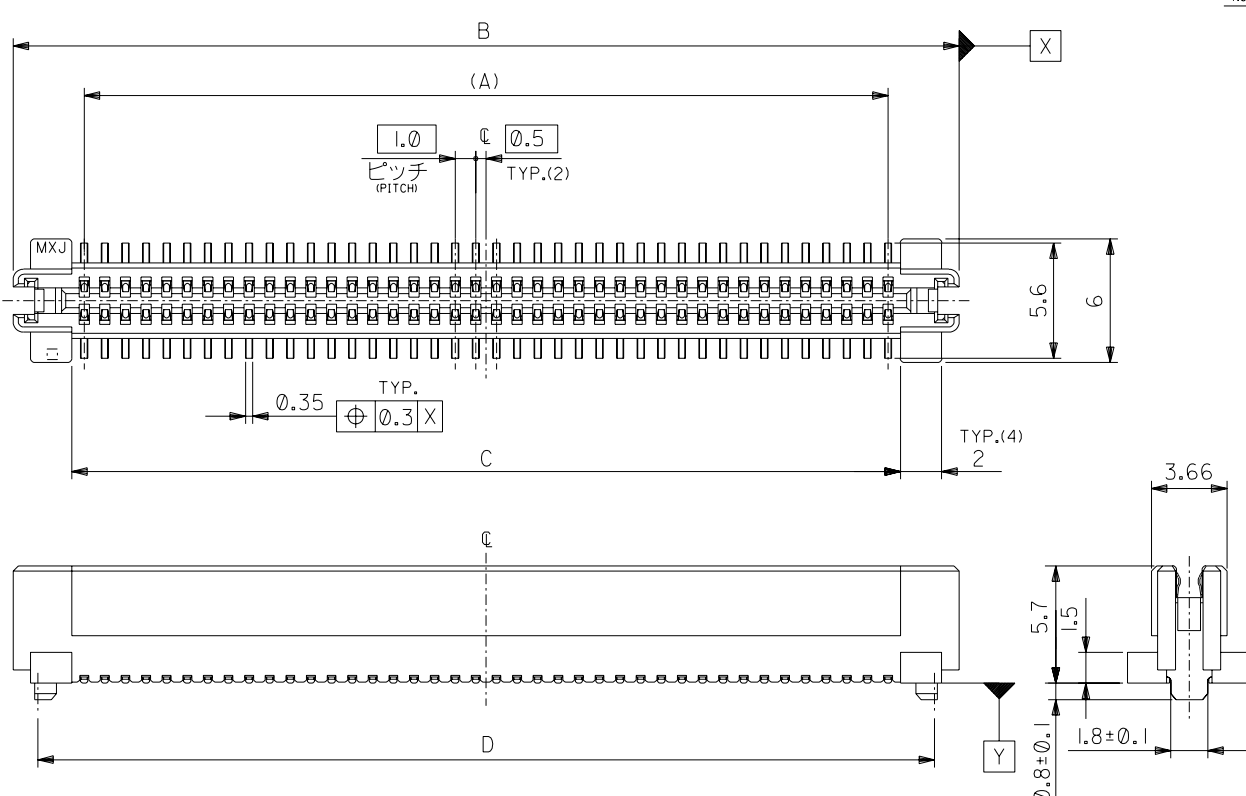 B
X
(A)
1.0
℄
0.5
ピッチ
(PITCH)
TYP.(2)
MXJ
5.6
6
0.35
TYP.
⌖ 0.3 X
C
TYP.(4)
2
3.66
℄
5.7
1.5
D
Y
0.8±0.1
1.8±0.1